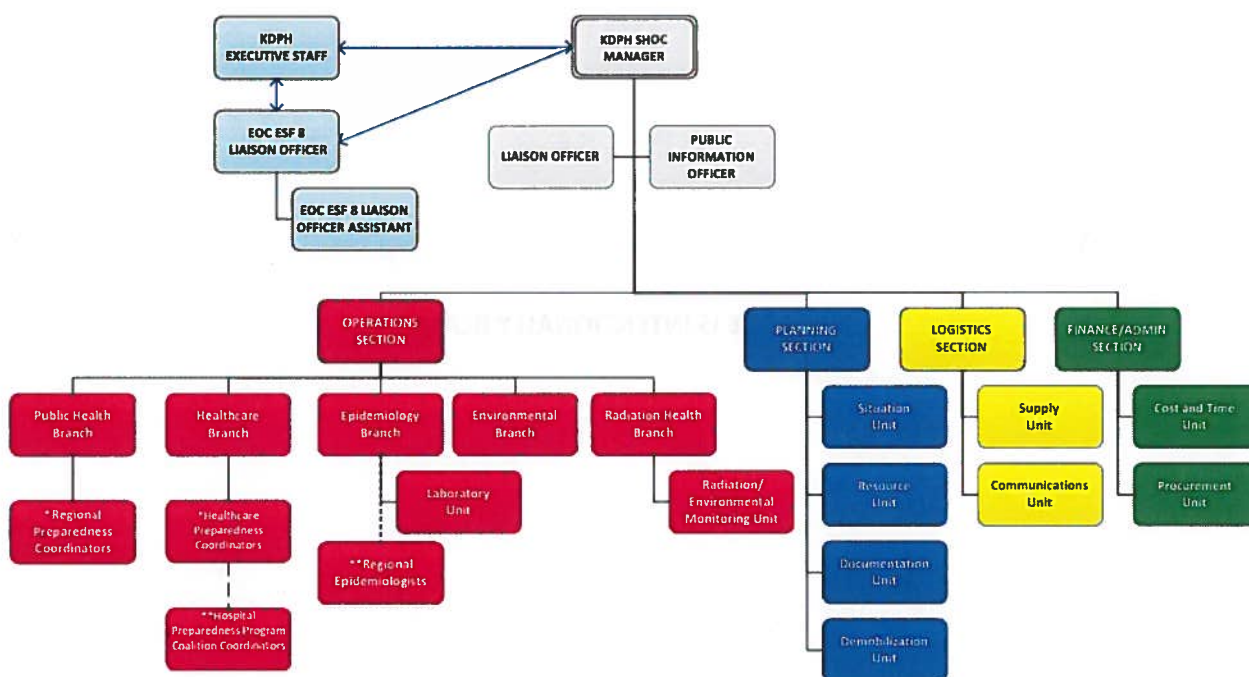 KDPH
EXECUTIVE STAFF
KDPH SHOC
MANAGER
EOC ESF 8
LIAISON OFFICER
LIAISON OFFICER
PUBLIC
INFORMATION
OFFICER
EOC ESF 8 LIAISON
OFFICER ASSISTANT
OPERATIONS
SECTION
PLANNING
SECTION
LOGISTICS
SECTION
FINANCE/ADMIN
SECTION
Public Health
Branch
Healthcare
Branch
Epidemiology
Branch
Environmental
Branch
Radiation Health
Branch
Situation
Unit
Supply
Unit
Cost and Time
Unit
*Regional
Preparedness
Coordinators
*Healthcare
Preparedness
Coordinators
Laboratory
Unit
Radiation/
Environmental
Monitoring Unit
Resource
Unit
Communications
Unit
Procurement
Unit
**Regional
Epidemiologists
Documentation
Unit
**Hospital
Preparedness Program
Coalition Coordinators
Demobilization
Unit